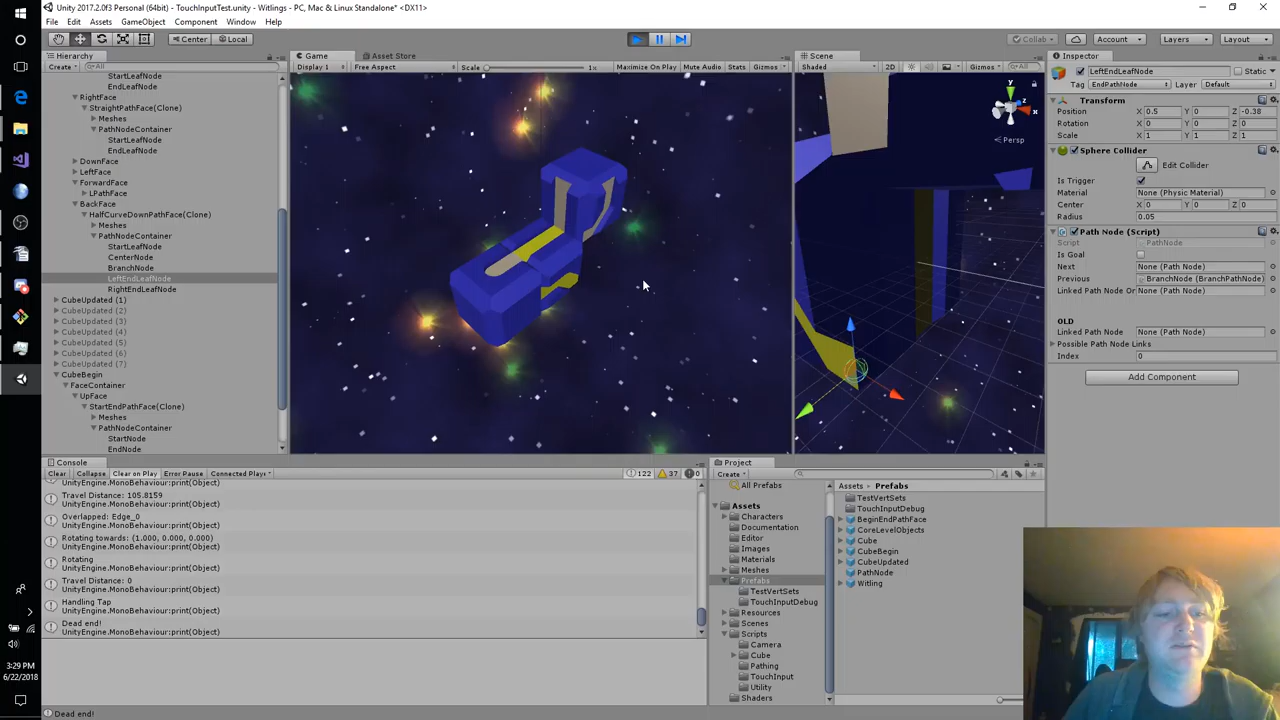 Unity 2017.2.0f3 Personal (64bit) - TouchInputTest.unity - Witlings - PC, Mac & Linux Standalone* <DX11>
File Edit Assets GameObject Component Window Help
Center Local Collab Account Layers Layout
Hierarchy
Create All
StartLeafNode
EndLeafNode
RightFace
StraightPathFace(Clone)
Meshes
PathNodeContainer
StartLeafNode
EndLeafNode
DownFace
LeftFace
ForwardFace
LPathFace
BackFace
HalfCurveDownPathFace(Clone)
Meshes
PathNodeContainer
StartLeafNode
CenterNode
BranchNode
LeftEndLeafNode
RightEndLeafNode
CubeUpdated (1)
CubeUpdated (2)
CubeUpdated (3)
CubeUpdated (4)
CubeUpdated (5)
CubeUpdated (6)
CubeUpdated (7)
CubeBegin
FaceContainer
UpFace
StartEndPathFace(Clone)
Meshes
PathNodeContainer
StartNode
EndNode
Game Asset Store
Display 1 Free Aspect Scale 1x Maximize On Play Mute Audio Stats Gizmos
Scene
Shaded 2D Gizmos All
y
x
z
Persp
Inspector
LeftEndLeafNode Static
Tag EndPathNode Layer Default
Transform
Position X 0.5 Y 0 Z -0.38
Rotation X 0 Y 0 Z 0
Scale X 1 Y 1 Z 1
Sphere Collider
Edit Collider
Is Trigger
Material None (Physic Material)
Center X 0 Y 0 Z 0
Radius 0.05
Path Node (Script)
Script PathNode
Is Goal
Next None (Path Node)
Previous BranchNode (BranchPathNode)
Linked Path Node Or None (Path Node)
OLD
Linked Path Node None (Path Node)
Possible Path Node Links
Index 0
Add Component
Console
Clear Collapse Clear on Play Error Pause Connected Player 122 37 0
UnityEngine.MonoBehaviour:print(Object)
Travel Distance: 105.8159
UnityEngine.MonoBehaviour:print(Object)
Overlapped: Edge_0
UnityEngine.MonoBehaviour:print(Object)
Rotating towards: (1.000, 0.000, 0.000)
UnityEngine.MonoBehaviour:print(Object)
Rotating
UnityEngine.MonoBehaviour:print(Object)
Travel Distance: 0
UnityEngine.MonoBehaviour:print(Object)
Handling Tap
UnityEngine.MonoBehaviour:print(Object)
Dead end!
UnityEngine.MonoBehaviour:print(Object)
Dead end!
Project
Create
All Prefabs
Assets
Characters
Documentation
Editor
Images
Materials
Meshes
Prefabs
TestVertSets
TouchInputDebug
Resources
Scenes
Scripts
Camera
Cube
Pathing
TouchInput
Utility
Shaders
Assets Prefabs
TestVertSets
TouchInputDebug
BeginEndPathFace
CoreLevelObjects
Cube
CubeBegin
CubeUpdated
PathNode
Witling
3:29 PM
6/22/2018